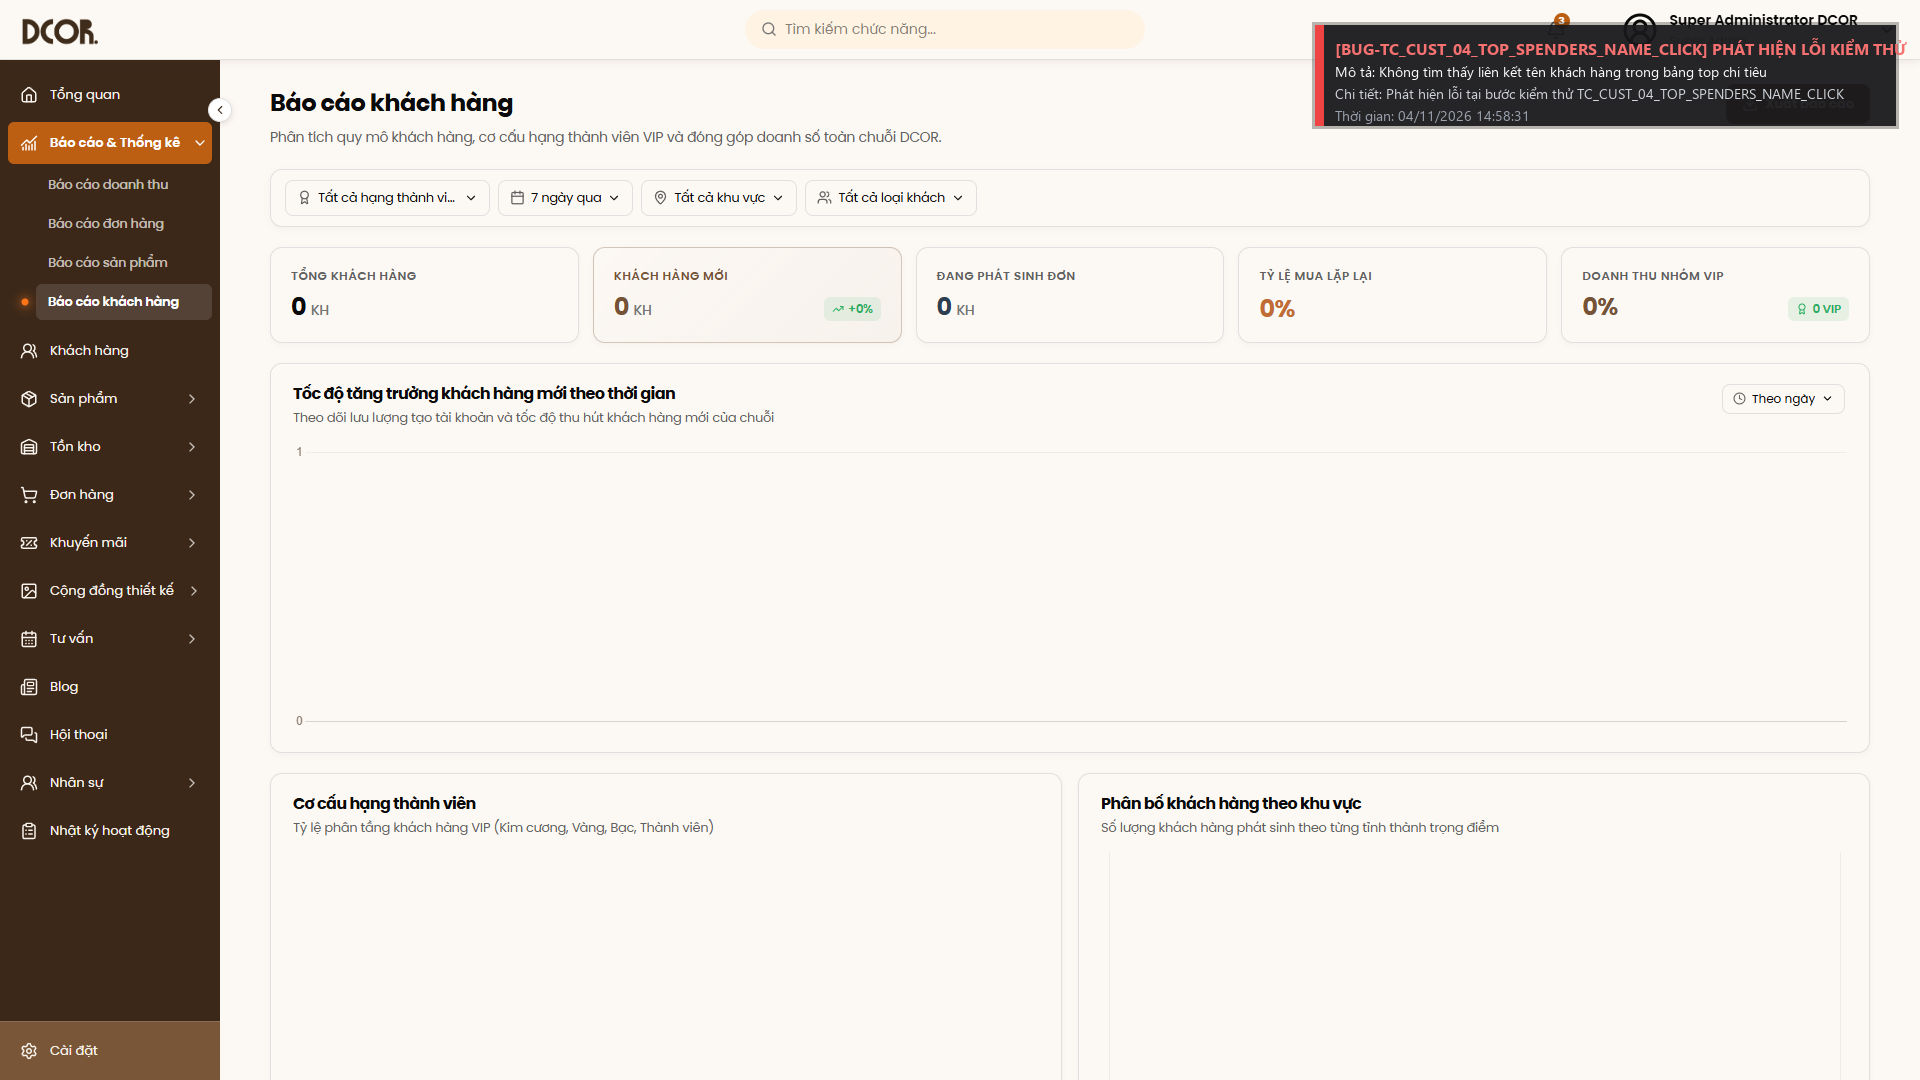 DCOR.
Tìm kiếm chức năng...
3
Super Administrator DCOR
[BUG-TC_CUST_04_TOP_SPENDERS_NAME_CLICK] PHÁT HIỆN LỖI KIỂM THỬ
Mô tả: Không tìm thấy liên kết tên khách hàng trong bảng top chi tiêu
Chi tiết: Phát hiện lỗi tại bước kiểm thử TC_CUST_04_TOP_SPENDERS_NAME_CLICK
Thời gian: 04/11/2026 14:58:31
Tổng quan
Báo cáo & Thống kê
Báo cáo doanh thu
Báo cáo đơn hàng
Báo cáo sản phẩm
Báo cáo khách hàng
Khách hàng
Sản phẩm
Tồn kho
Đơn hàng
Khuyến mãi
Cộng đồng thiết kế
Tư vấn
Blog
Hội thoại
Nhân sự
Nhật ký hoạt động
Cài đặt
Báo cáo khách hàng
Phân tích quy mô khách hàng, cơ cấu hạng thành viên VIP và đóng góp doanh số toàn chuỗi DCOR.
Tất cả hạng thành vi...
7 ngày qua
Tất cả khu vực
Tất cả loại khách
TỔNG KHÁCH HÀNG
0 KH
KHÁCH HÀNG MỚI
0 KH
+0%
ĐANG PHÁT SINH ĐƠN
0 KH
TỶ LỆ MUA LẶP LẠI
0%
DOANH THU NHÓM VIP
0%
0 VIP
Tốc độ tăng trưởng khách hàng mới theo thời gian
Theo dõi lưu lượng tạo tài khoản và tốc độ thu hút khách hàng mới của chuỗi
Theo ngày
1
0
Cơ cấu hạng thành viên
Tỷ lệ phân tầng khách hàng VIP (Kim cương, Vàng, Bạc, Thành viên)
Phân bố khách hàng theo khu vực
Số lượng khách hàng phát sinh theo từng tỉnh thành trọng điểm